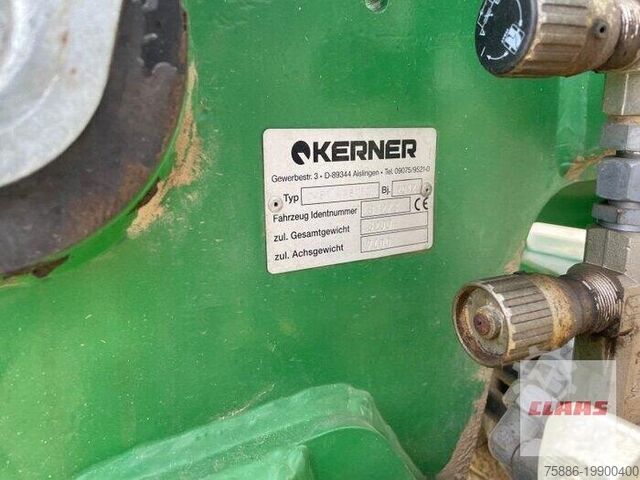 KERNER
Gewerbestr. 3 • D-89344 Aislingen • Tel. 09075/9521-0
Typ Bj.
Fahrzeug Identnummer
zul. Gesamtgewicht
zul. Achsgewicht
CE
CLAAS
75886-19900400